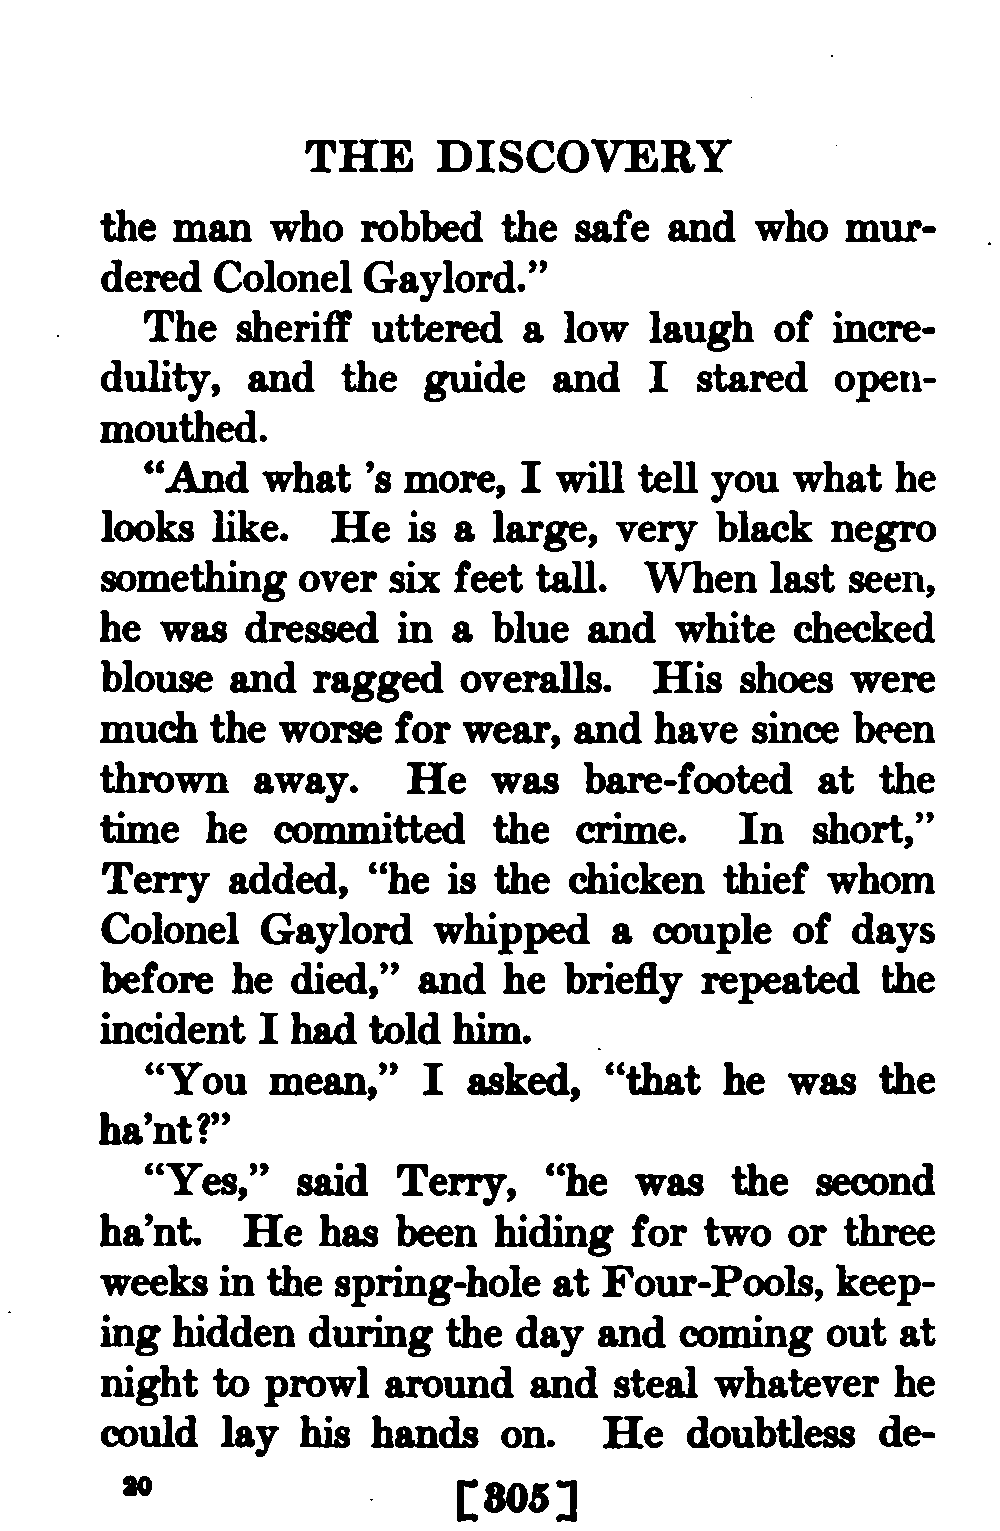 THE DISCOVERY
the man who robbed the safe and who mur-
dered Colonel Gaylord.”
The sheriff uttered a low laugh of incre-
dulity, and the guide and I stared open-
mouthed.
“And what ’s more, I will tell you what he
looks like. He is a large, very black negro
something over six feet tall. When last seen,
he was dressed in a blue and white checked
blouse and ragged overalls. His shoes were
much the worse for wear, and have since been
thrown away. He was bare-footed at the
time he committed the crime. In short,”
Terry added, “he is the chicken thief whom
Colonel Gaylord whipped a couple of days
before he died,” and he briefly repeated the
incident I had told him.
“You mean,” I asked, “that he was the
ha’nt?”
“Yes,” said Terry, “he was the second
ha’nt. He has been hiding for two or three
weeks in the spring-hole at Four-Pools, keep-
ing hidden during the day and coming out at
night to prowl around and steal whatever he
could lay his hands on. He doubtless de-
20 [305]